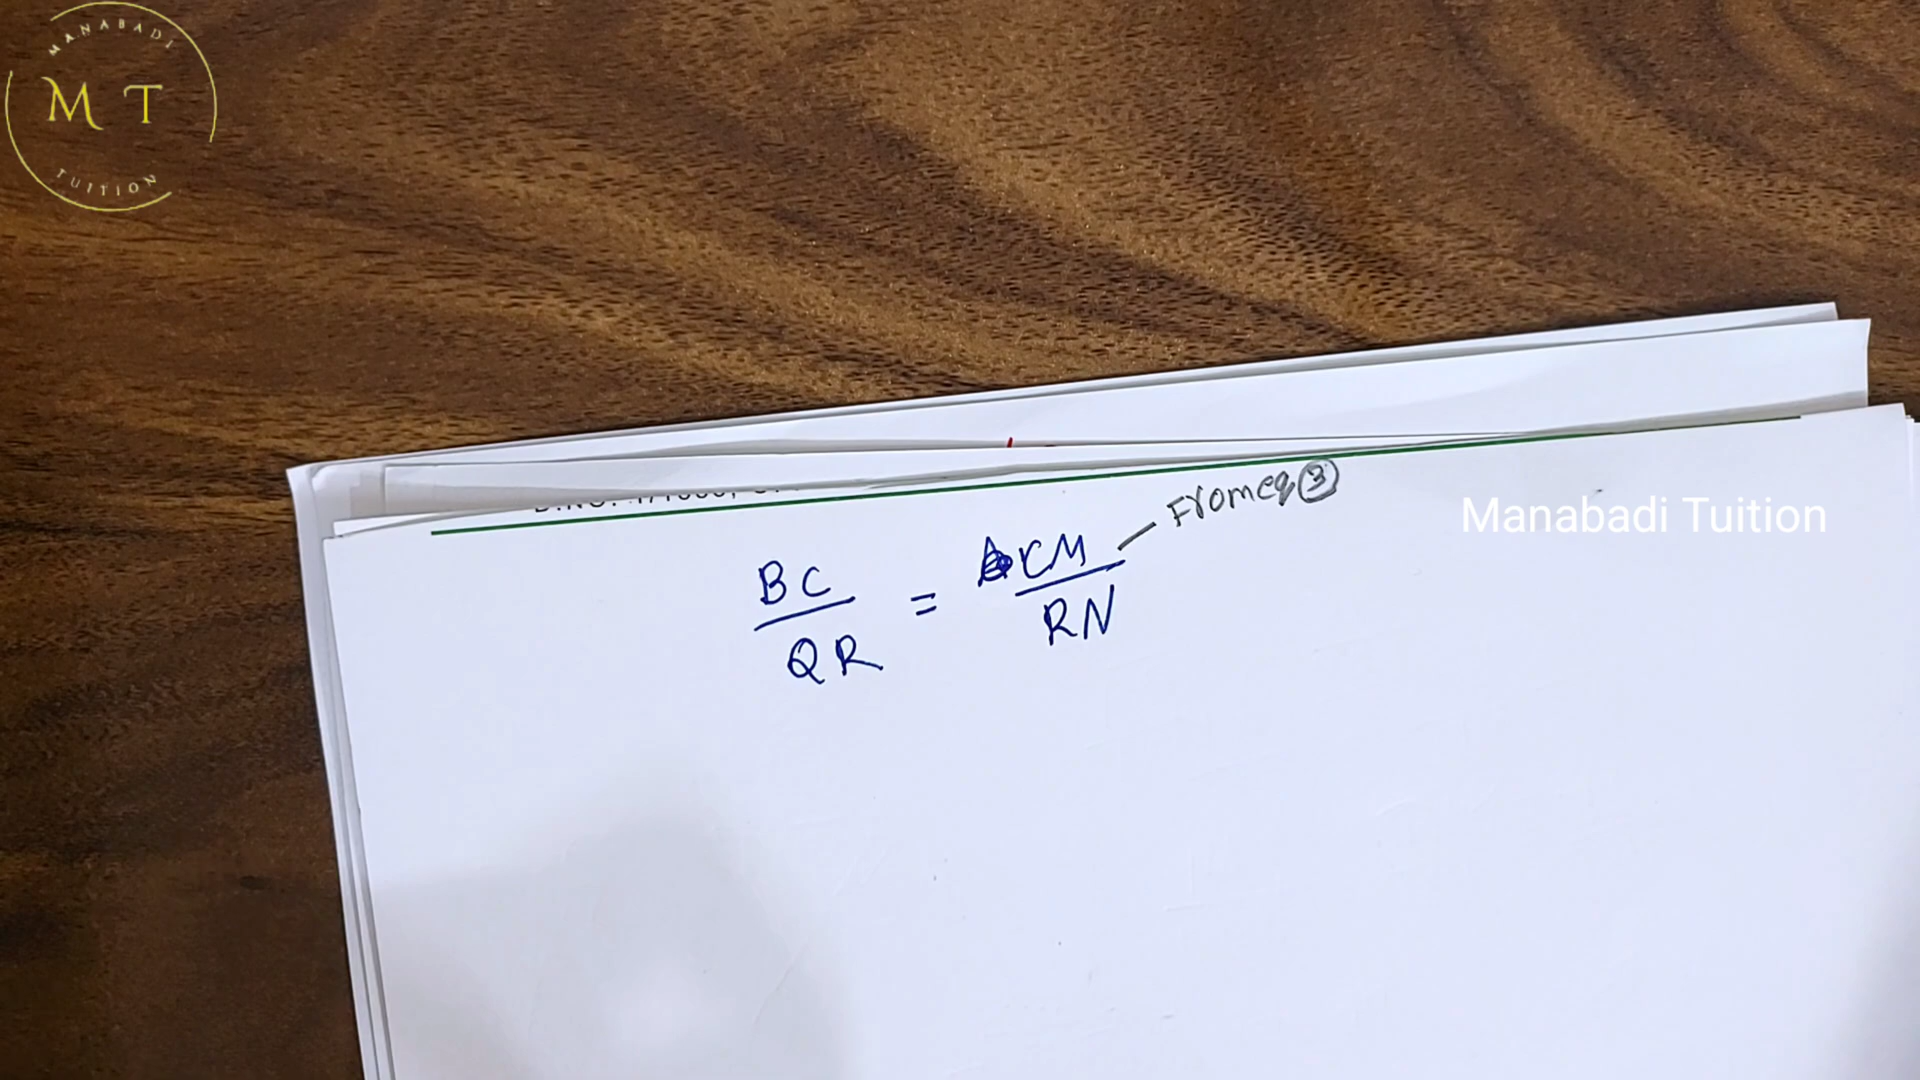 MANABADI
M T
TUITION
Manabadi Tuition
From eq 3
BC / QR = CM / RN